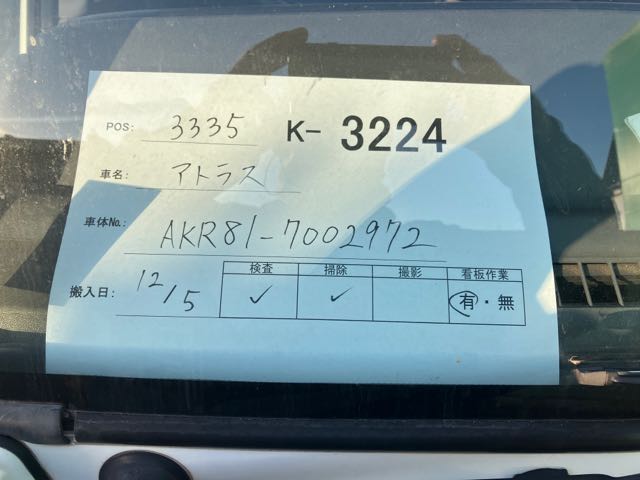 POS: 3335 K- 3224
車名: アトラス
車体No.: AKR81-7002972
搬入日: 12/5
検査 掃除 撮影 看板作業
✓ ✓ 有・無